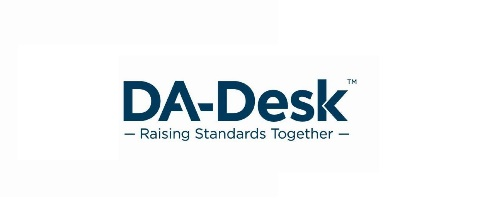 DA-Desk™
— Raising Standards Together —